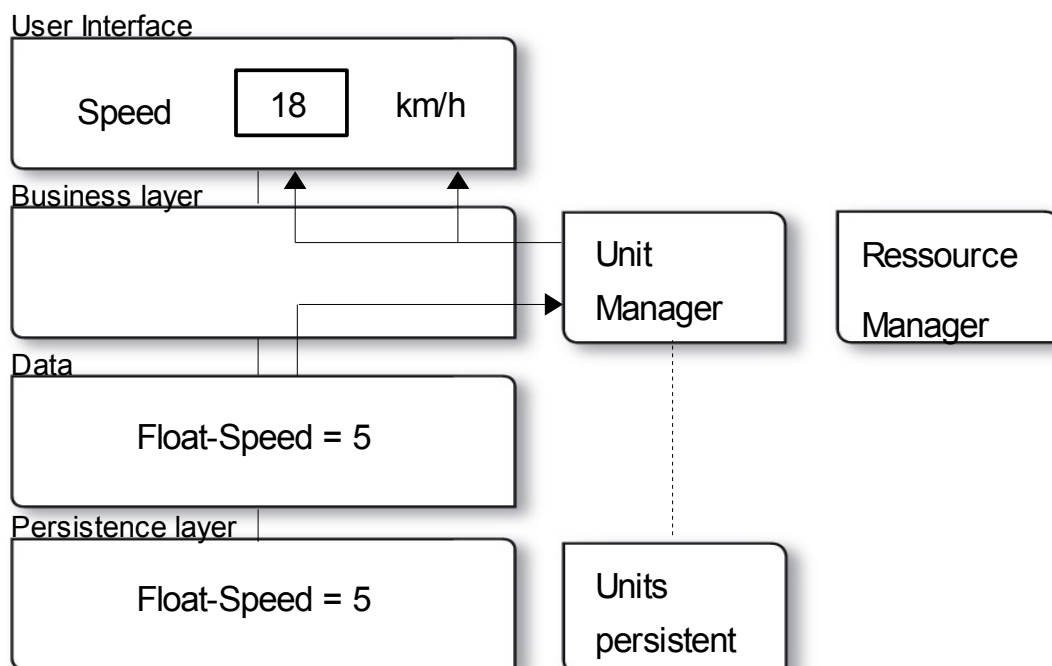 User Interface
Speed 18 km/h
Business layer
Unit
Manager
Ressource
Manager
Data
Float-Speed = 5
Persistence layer
Float-Speed = 5
Units
persistent